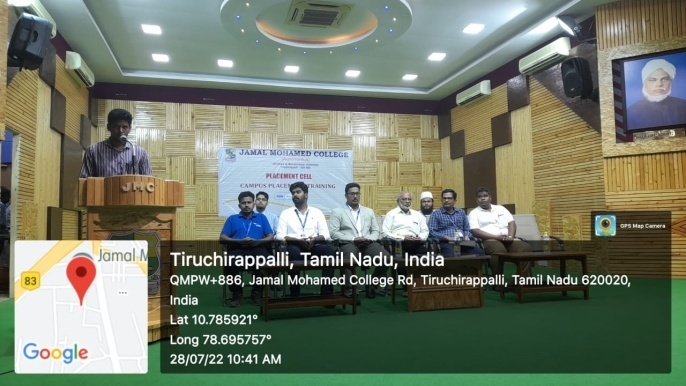 JAMAL MOHAMED COLLEGE
PLACEMENT CELL
CAMPUS PLACEMENT TRAINING
JMC
GPS Map Camera
Jamal M
83
Google
Tiruchirappalli, Tamil Nadu, India
QMPW+886, Jamal Mohamed College Rd, Tiruchirappalli, Tamil Nadu 620020,
India
Lat 10.785921°
Long 78.695757°
28/07/22 10:41 AM